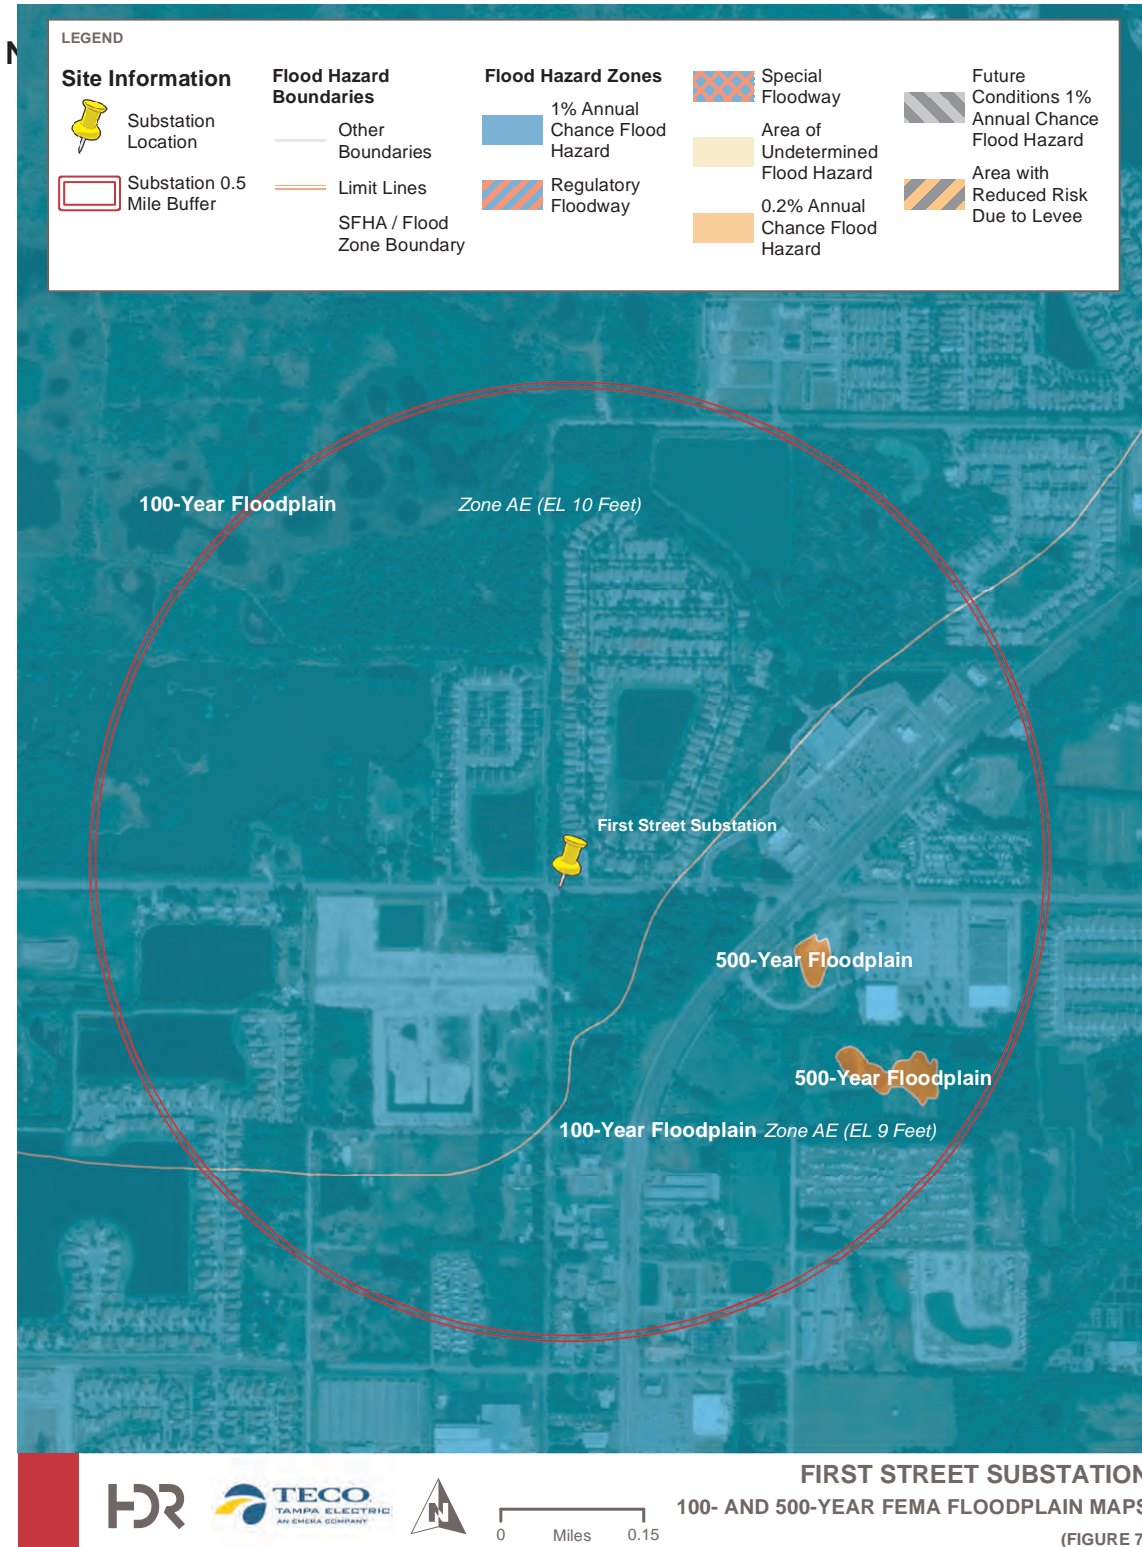 N
LEGEND
Site Information
Substation
Location
Substation 0.5
Mile Buffer
Flood Hazard
Boundaries
Other
Boundaries
Limit Lines
SFHA / Flood
Zone Boundary
Flood Hazard Zones
1% Annual
Chance Flood
Hazard
Regulatory
Floodway
Special
Floodway
Area of
Undetermined
Flood Hazard
0.2% Annual
Chance Flood
Hazard
Future
Conditions 1%
Annual Chance
Flood Hazard
Area with
Reduced Risk
Due to Levee
100-Year Floodplain
Zone AE (EL 10 Feet)
First Street Substation
500-Year Floodplain
500-Year Floodplain
100-Year Floodplain Zone AE (EL 9 Feet)
HDR
TECO
TAMPA ELECTRIC
AN EMERA COMPANY
N
0 Miles 0.15
FIRST STREET SUBSTATION
100- AND 500-YEAR FEMA FLOODPLAIN MAPS
(FIGURE 7